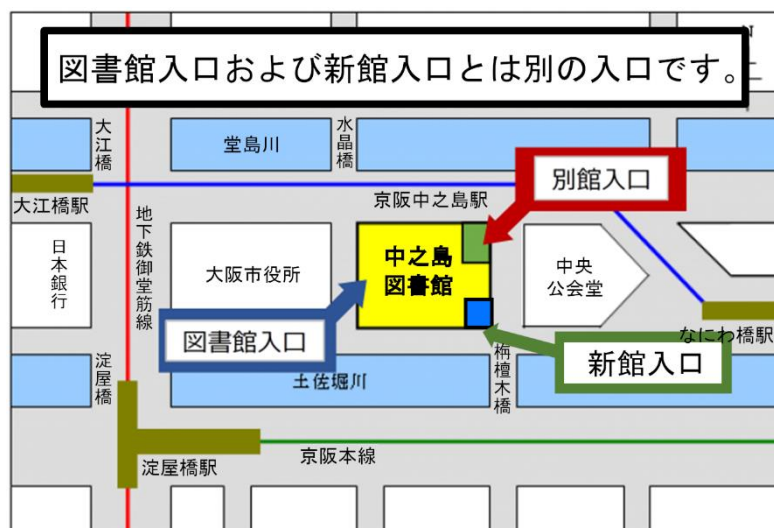 図書館入口および新館入口とは別の入口です。
大江橋
堂島川
水晶橋
別館入口
大江橋駅
京阪中之島駅
地下鉄御堂筋線
日本銀行
大阪市役所
中之島
図書館
中央
公会堂
図書館入口
なにわ橋駅
新館入口
淀屋橋
土佐堀川
栴檀木橋
淀屋橋駅
京阪本線